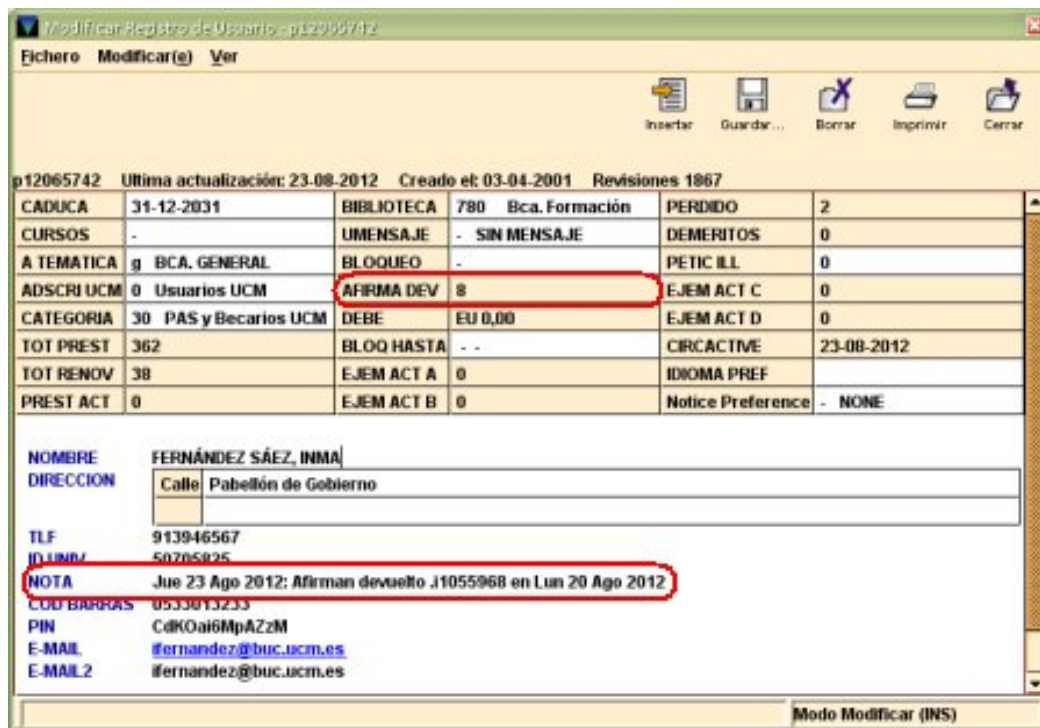 Modificar Registro de Usuario - p12065742
Fichero Modificar(e) Ver
Insertar Guardar... Borrar Imprimir Cerrar
p12065742 Ultima actualización: 23-08-2012 Creado el: 03-04-2001 Revisiones 1867
CADUCA 31-12-2031 BIBLIOTECA 780 Bca. Formación PERDIDO 2
CURSOS - UMENSAJE - SIN MENSAJE DEMERITOS 0
A TEMATICA g BCA. GENERAL BLOQUEO - PETIC ILL 0
ADSCRI UCM 0 Usuarios UCM AFIRMA DEV 8 EJEM ACT C 0
CATEGORIA 30 PAS y Becarios UCM DEBE EU 0,00 EJEM ACT D 0
TOT PREST 362 BLOQ HASTA - - CIRCACTIVE 23-08-2012
TOT RENOV 38 EJEM ACT A 0 IDIOMA PREF
PREST ACT 0 EJEM ACT B 0 Notice Preference - NONE
NOMBRE FERNÁNDEZ SÁEZ, INMA
DIRECCION Calle Pabellón de Gobierno
TLF 913946567
ID UNIV 50705825
NOTA Jue 23 Ago 2012: Afirman devuelto .i1055968 en Lun 20 Ago 2012
COD BARRAS 0533013233
PIN CdKOai6MpAZzM
E-MAIL ifernandez@buc.ucm.es
E-MAIL2 ifernandez@buc.ucm.es
Modo Modificar (INS)